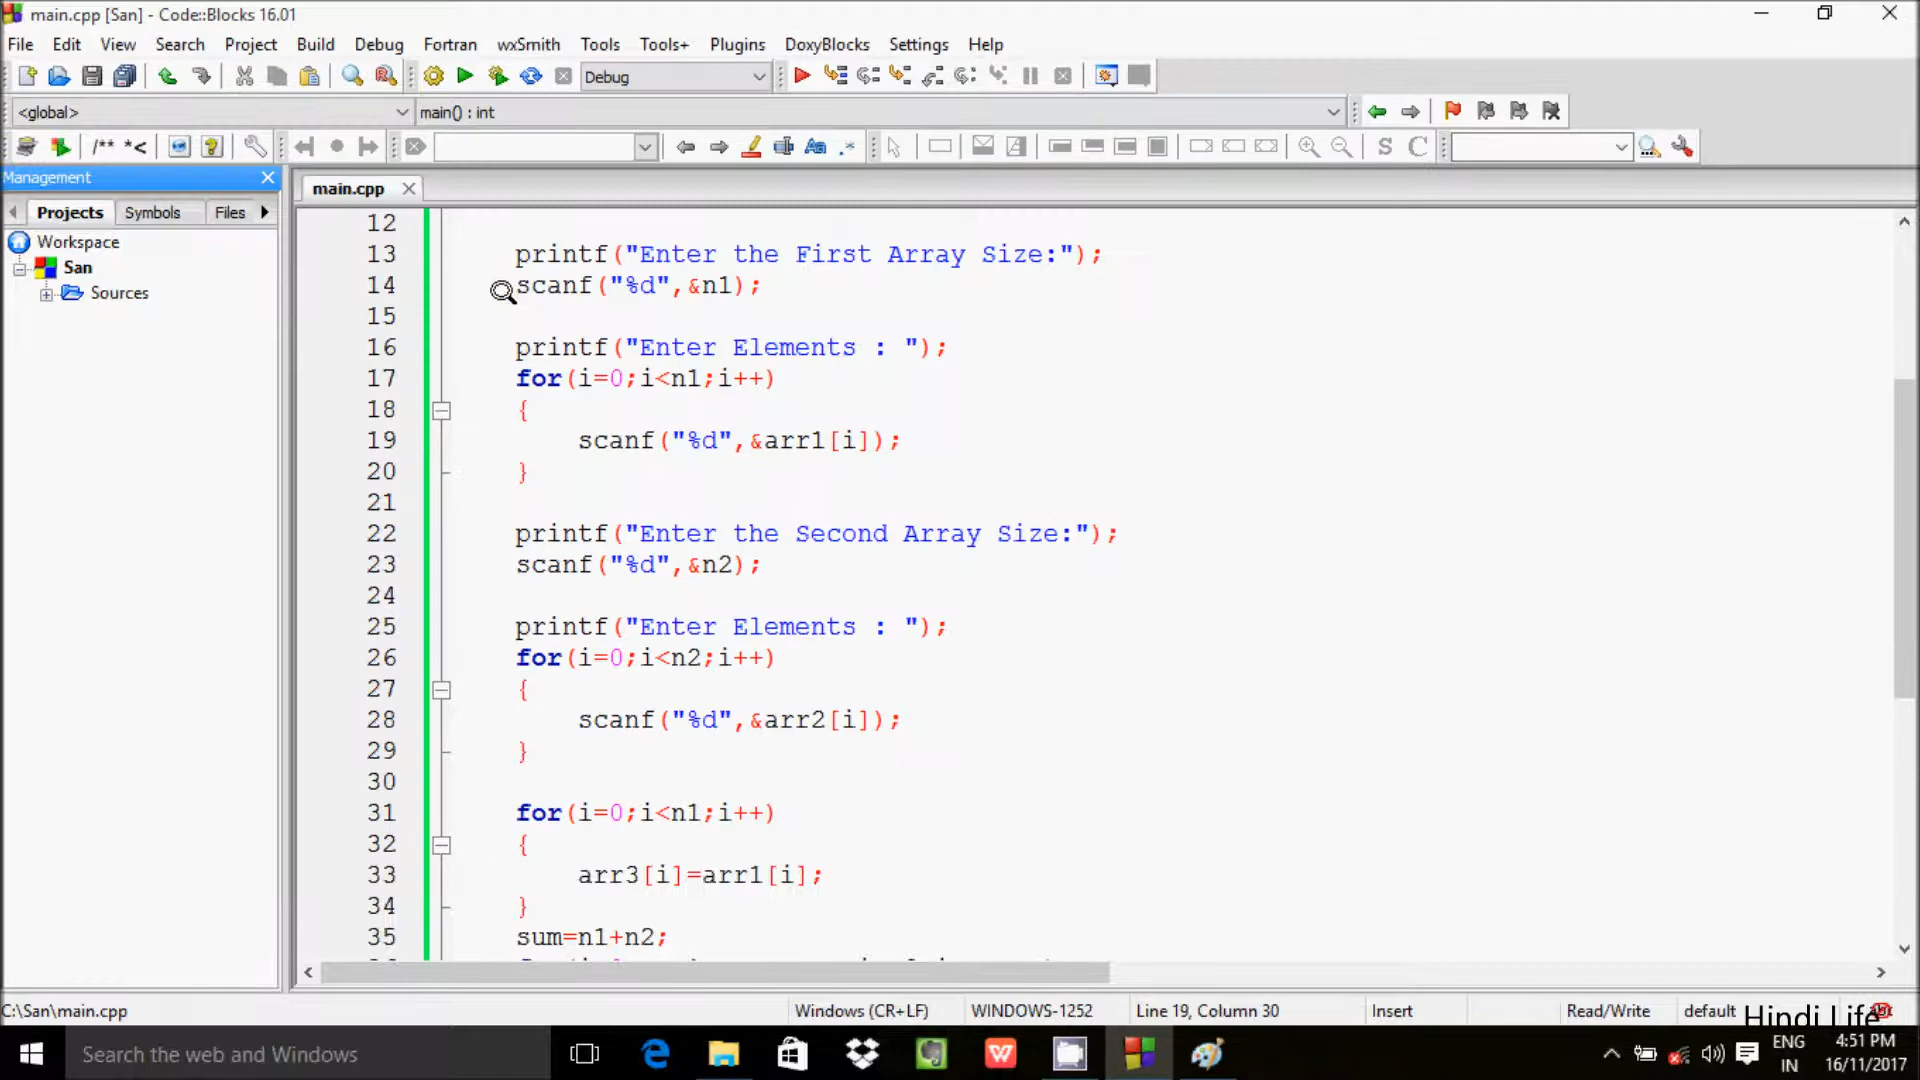 main.cpp [San] - Code::Blocks 16.01
File Edit View Search Project Build Debug Fortran wxSmith Tools Tools+ Plugins DoxyBlocks Settings Help
Debug
<global> main() : int
/** *<
S C
Management
main.cpp
Projects Symbols Files
Workspace
San
Sources
12
13 printf("Enter the First Array Size:");
14 scanf("%d",&n1);
15
16 printf("Enter Elements : ");
17 for(i=0;i<n1;i++)
18 {
19 scanf("%d",&arr1[i]);
20 }
21
22 printf("Enter the Second Array Size:");
23 scanf("%d",&n2);
24
25 printf("Enter Elements : ");
26 for(i=0;i<n2;i++)
27 {
28 scanf("%d",&arr2[i]);
29 }
30
31 for(i=0;i<n1;i++)
32 {
33 arr3[i]=arr1[i];
34 }
35 sum=n1+n2;
C:\San\main.cpp Windows (CR+LF) WINDOWS-1252 Line 19, Column 30 Insert Read/Write default
Hindi Life
Search the web and Windows
ENG
IN
4:51 PM
16/11/2017